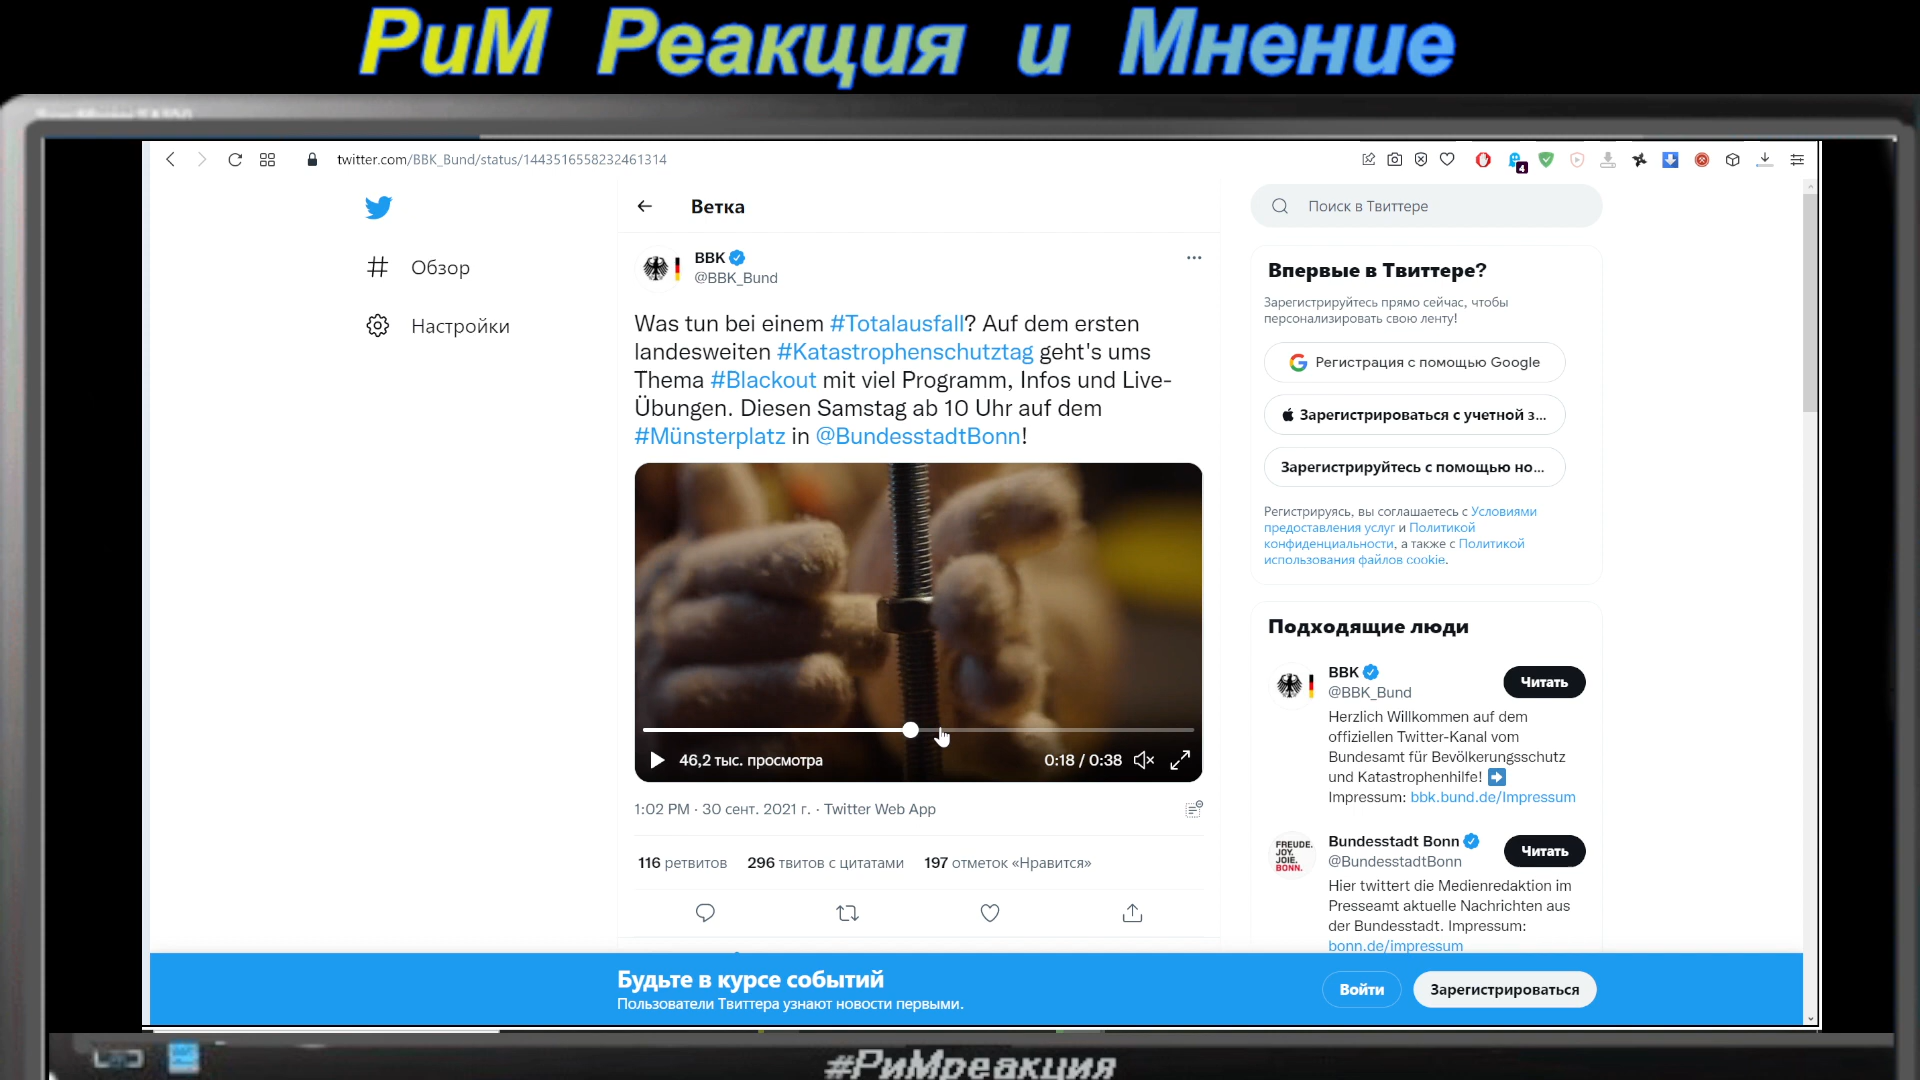 РиМ Реакция и Мнение
twitter.com/BBK_Bund/status/1443516558232461314
4
Обзор
Настройки
Ветка
BBK
@BBK_Bund
Was tun bei einem #Totalausfall? Auf dem ersten
landesweiten #Katastrophenschutztag geht's ums
Thema #Blackout mit viel Programm, Infos und Live-
Übungen. Diesen Samstag ab 10 Uhr auf dem
#Münsterplatz in @BundesstadtBonn!
46,2 тыс. просмотра
0:18 / 0:38
1:02 PM · 30 сент. 2021 г. · Twitter Web App
116 ретвитов 296 твитов с цитатами 197 отметок «Нравится»
Поиск в Твиттере
Впервые в Твиттере?
Зарегистрируйтесь прямо сейчас, чтобы
персонализировать свою ленту!
Регистрация с помощью Google
Зарегистрироваться с учетной з...
Зарегистрируйтесь с помощью но...
Регистрируясь, вы соглашаетесь с Условиями
предоставления услуг и Политикой
конфиденциальности, а также с Политикой
использования файлов cookie.
Подходящие люди
BBK
@BBK_Bund
Читать
Herzlich Willkommen auf dem
offiziellen Twitter-Kanal vom
Bundesamt für Bevölkerungsschutz
und Katastrophenhilfe!
Impressum: bbk.bund.de/Impressum
FREUDE.
JOY.
JOIE.
BONN.
Bundesstadt Bonn
@BundesstadtBonn
Читать
Hier twittert die Medienredaktion im
Presseamt aktuelle Nachrichten aus
der Bundesstadt. Impressum:
bonn.de/impressum
Будьте в курсе событий
Пользователи Твиттера узнают новости первыми.
Войти
Зарегистрироваться
#РиМреакция